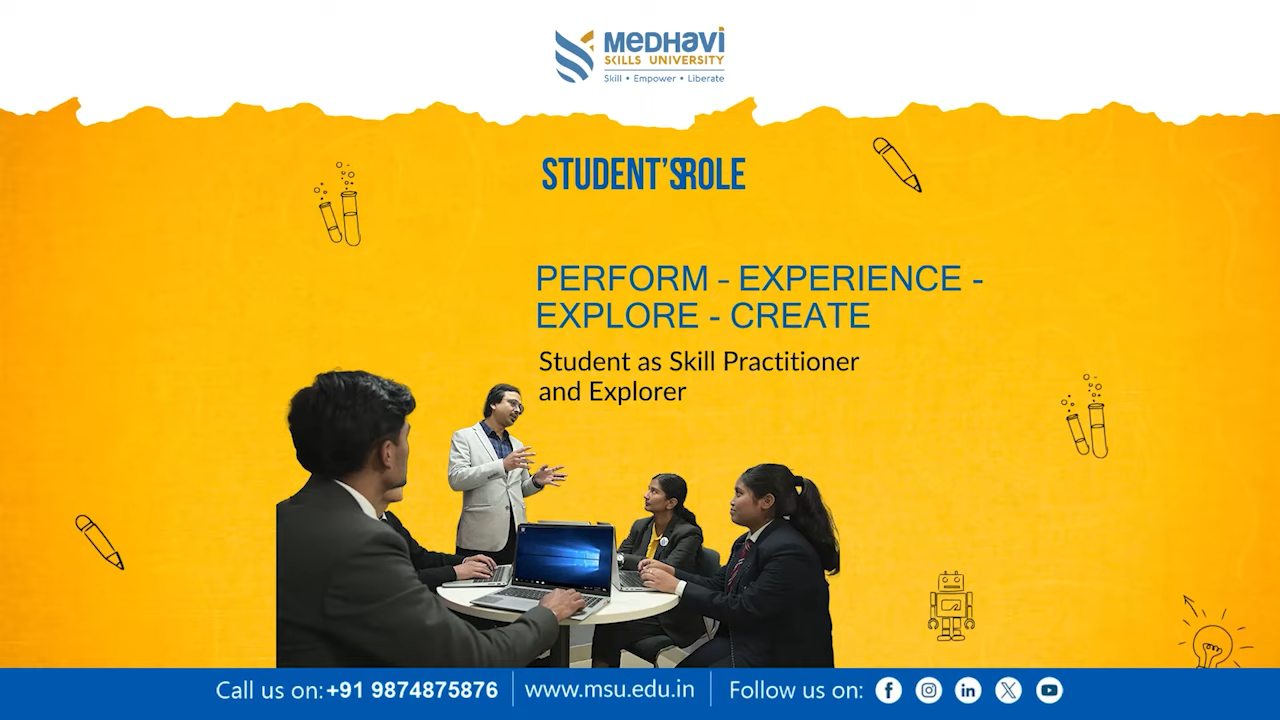 MEDHAVI
SKILLS UNIVERSITY
Skill • Empower • Liberate
STUDENT'S ROLE
PERFORM - EXPERIENCE -
EXPLORE - CREATE
Student as Skill Practitioner
and Explorer
Call us on: +91 9874875876 www.msu.edu.in Follow us on: